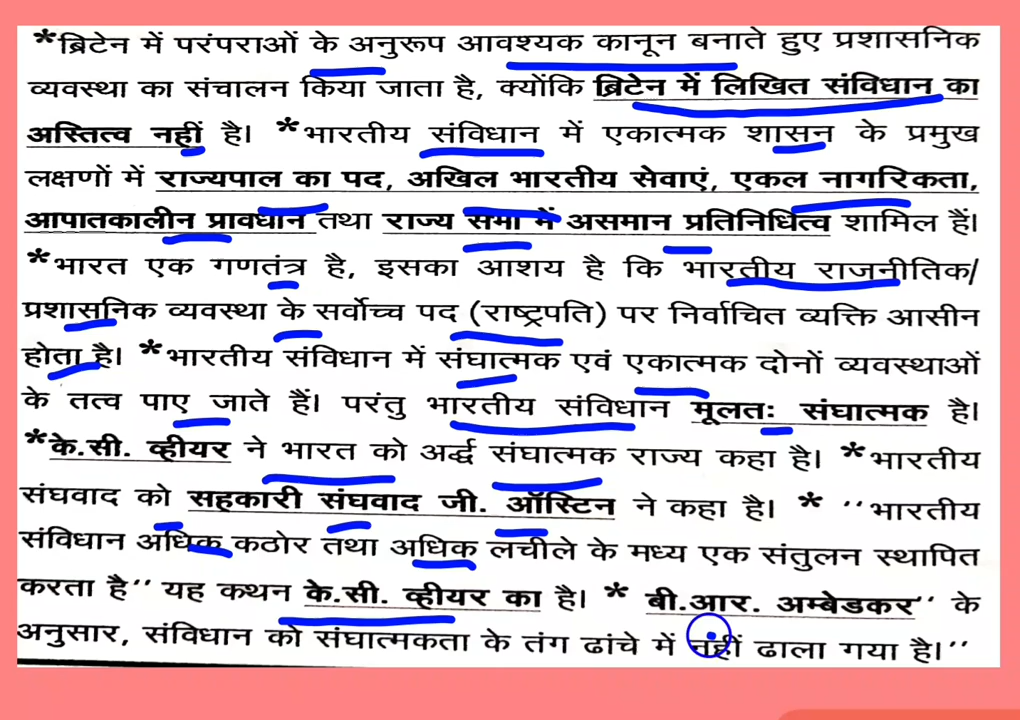 *ब्रिटेन में परंपराओं के अनुरूप आवश्यक कानून बनाते हुए प्रशासनिक
व्यवस्था का संचालन किया जाता है, क्योंकि ब्रिटेन में लिखित संविधान का
अस्तित्व नहीं है। *भारतीय संविधान में एकात्मक शासन के प्रमुख
लक्षणों में राज्यपाल का पद, अखिल भारतीय सेवाएं, एकल नागरिकता,
आपातकालीन प्रावधान तथा राज्य सभा में असमान प्रतिनिधित्व शामिल हैं।
*भारत एक गणतंत्र है, इसका आशय है कि भारतीय राजनीतिक/
प्रशासनिक व्यवस्था के सर्वोच्च पद (राष्ट्रपति) पर निर्वाचित व्यक्ति आसीन
होता है। *भारतीय संविधान में संघात्मक एवं एकात्मक दोनों व्यवस्थाओं
के तत्व पाए जाते हैं। परंतु भारतीय संविधान मूलतः संघात्मक है।
*के.सी. व्हीयर ने भारत को अर्द्ध संघात्मक राज्य कहा है। *भारतीय
संघवाद को सहकारी संघवाद जी. ऑस्टिन ने कहा है। * ‘‘भारतीय
संविधान अधिक कठोर तथा अधिक लचीले के मध्य एक संतुलन स्थापित
करता है’’ यह कथन के.सी. व्हीयर का है। * बी.आर. अम्बेडकर’’ के
अनुसार, संविधान को संघात्मकता के तंग ढांचे में नहीं ढाला गया है।’’